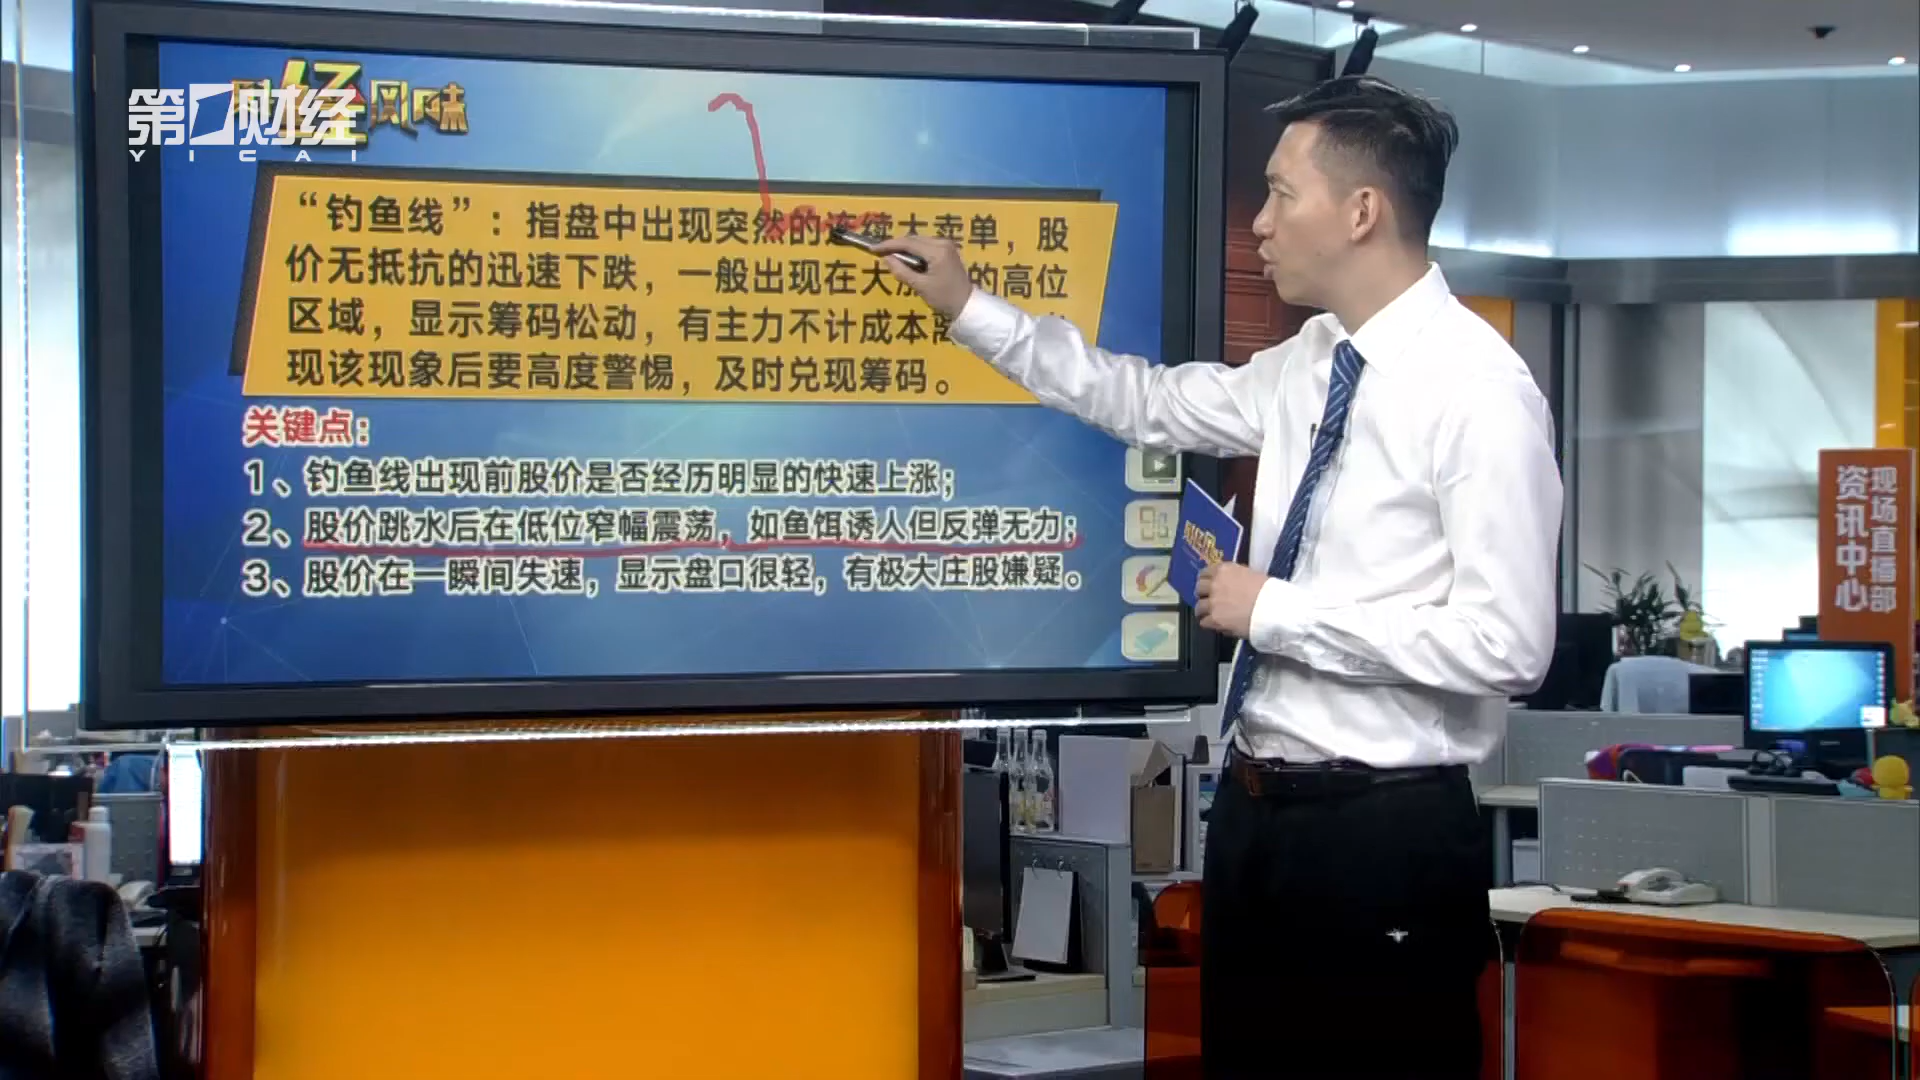 第1财经
YICAI
财经风味
“钓鱼线”：指盘中出现突然的连续大卖单，股
价无抵抗的迅速下跌，一般出现在大涨的高位
区域，显示筹码松动，有主力不计成本离
现该现象后要高度警惕，及时兑现筹码。
关键点：
1、钓鱼线出现前股价是否经历明显的快速上涨；
2、股价跳水后在低位窄幅震荡，如鱼饵诱人但反弹无力；
3、股价在一瞬间失速，显示盘口很轻，有极大庄股嫌疑。
现场直播部
资讯中心